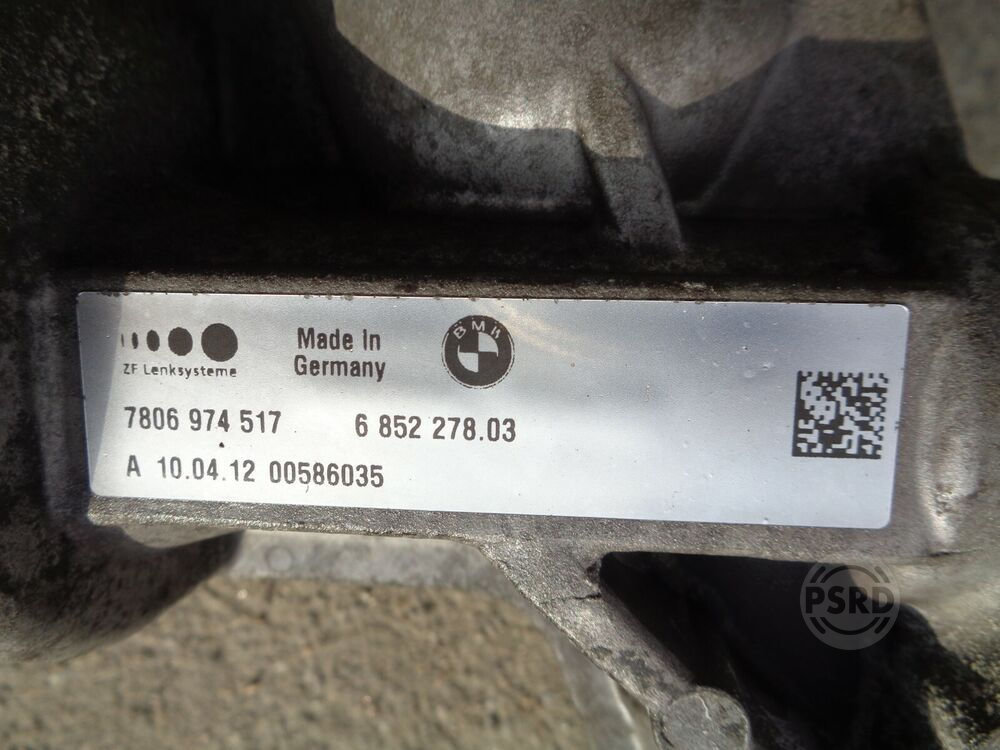 ZF Lenksysteme
Made In
Germany
BMW
7806 974 517 6 852 278.03
A 10.04.12 00586035
PSRD